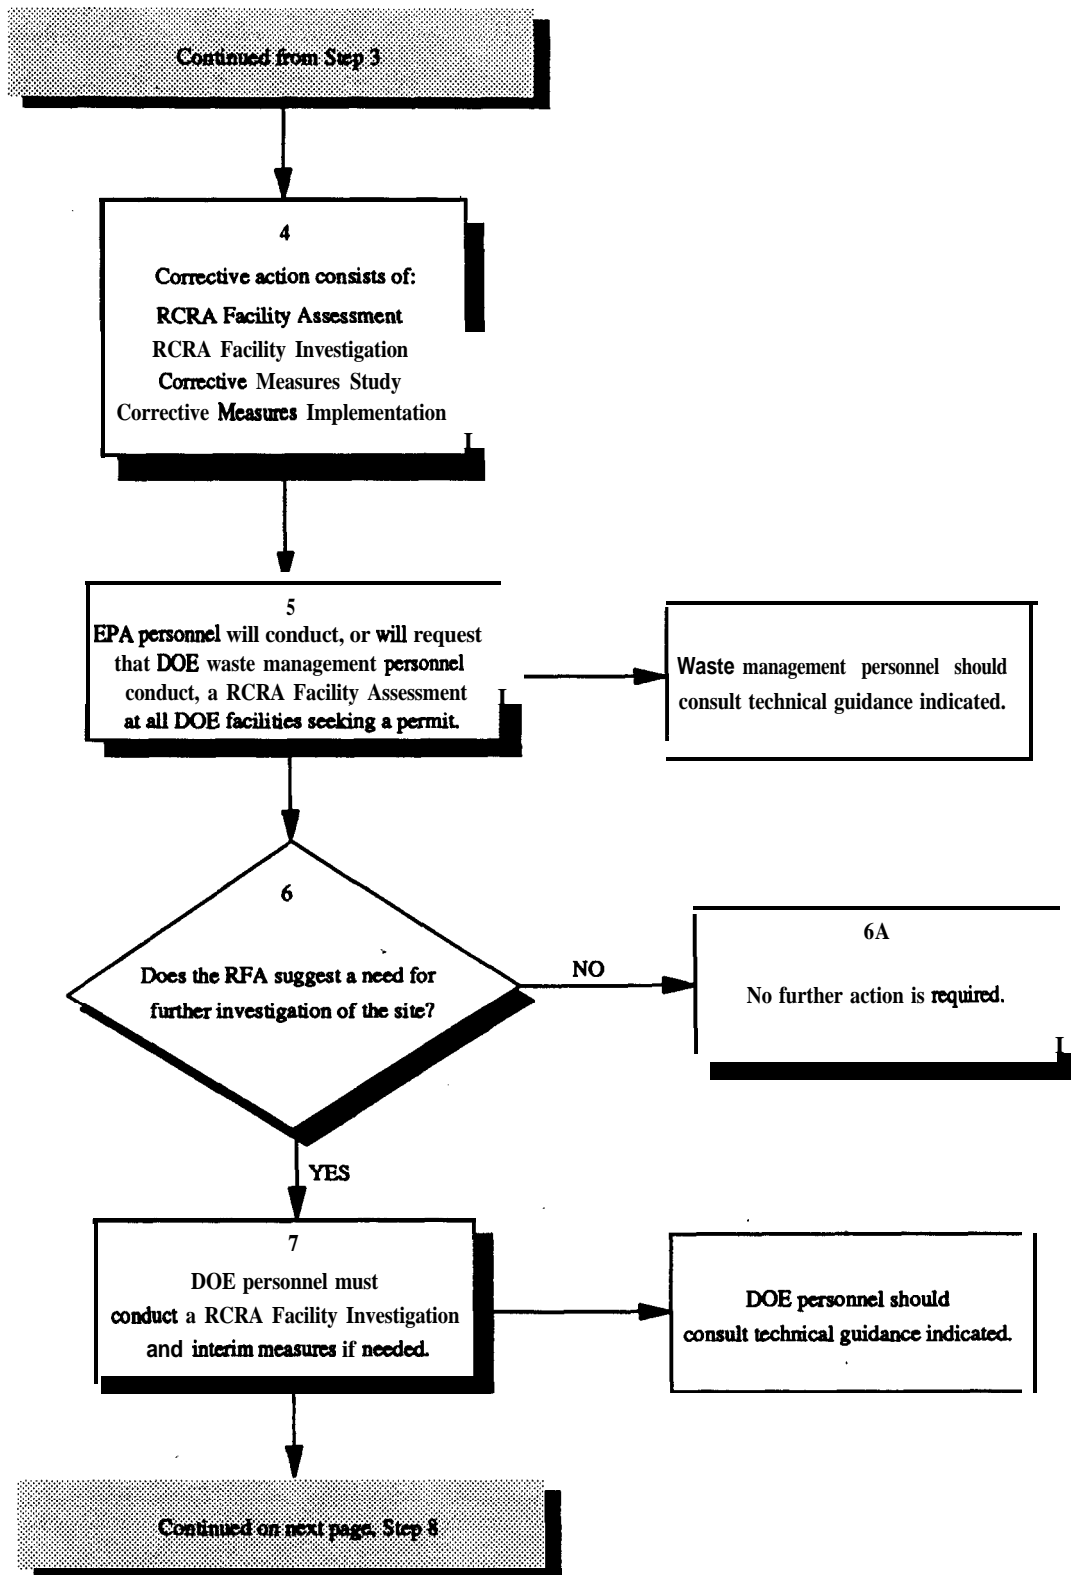 Continued from Step 3
4
Corrective action consists of:
RCRA Facility Assessment
RCRA Facility Investigation
Corrective Measures Study
Corrective Measures Implementation
5
EPA personnel will conduct, or will request
that DOE waste management personnel
conduct, a RCRA Facility Assessment
at all DOE facilities seeking a permit.
Waste management personnel should
consult technical guidance indicated.
6
Does the RFA suggest a need for
further investigation of the site?
NO
6A
No further action is required.
YES
7
DOE personnel must
conduct a RCRA Facility Investigation
and interim measures if needed.
DOE personnel should
consult technical guidance indicated.
Continued on next page, Step 8